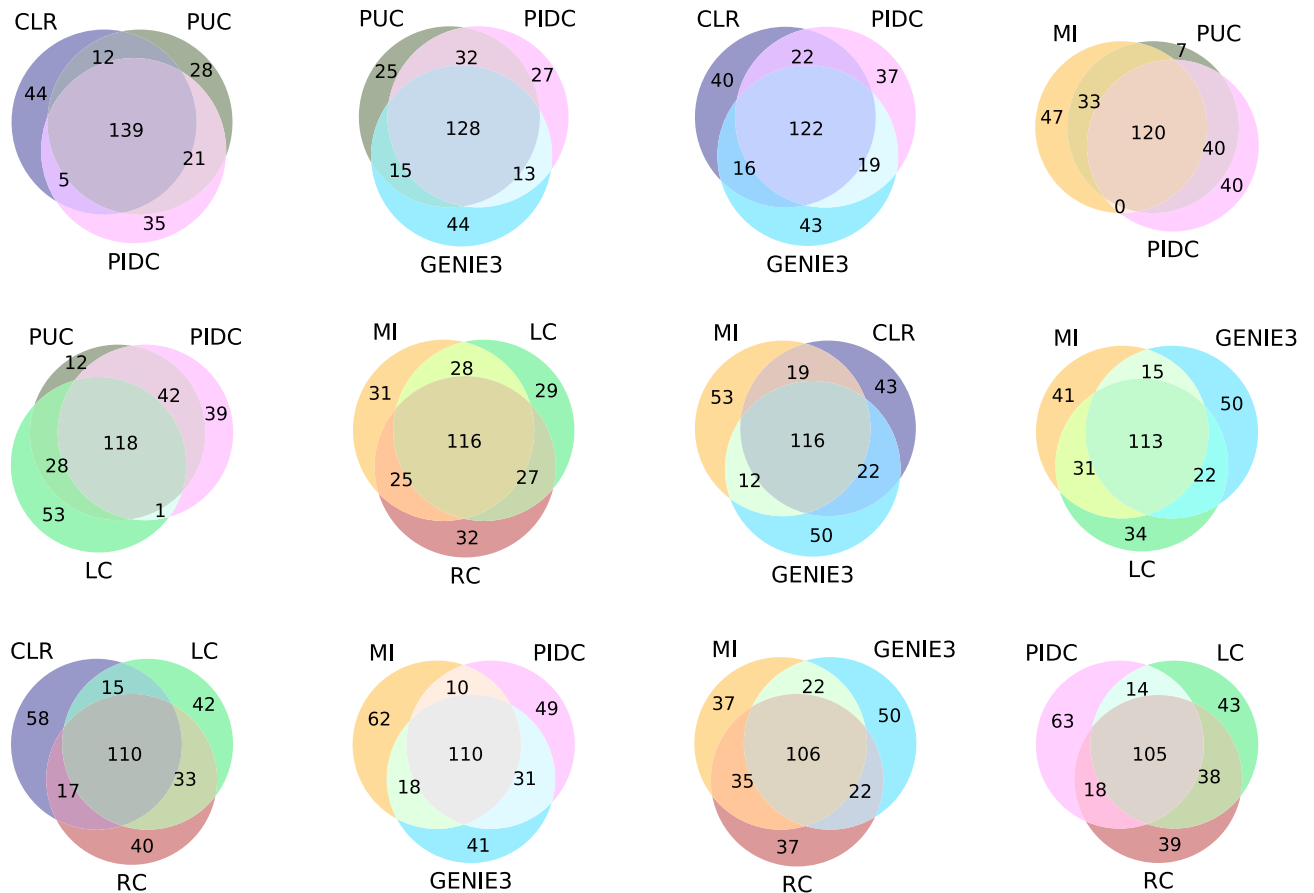 CLR PUC
12 28
44
139
21
5
35
PIDC
PUC PIDC
32
25 27
128
15 13
44
GENIE3
CLR PIDC
22
40 37
122
16 19
43
GENIE3
MI PUC
7
47 33
120
40
40
0
PIDC
PUC PIDC
12
42
39
118
28
53 1
LC
MI LC
28
31 29
116
25 27
32
RC
MI CLR
19
53 43
116
12 22
50
GENIE3
MI GENIE3
15
41 50
113
31 22
34
LC
CLR LC
15
58 42
110
17 33
40
RC
MI PIDC
10
62 49
110
18 31
41
GENIE3
MI GENIE3
22
37 50
106
35 22
37
RC
PIDC LC
14
63 43
105
18 38
39
RC